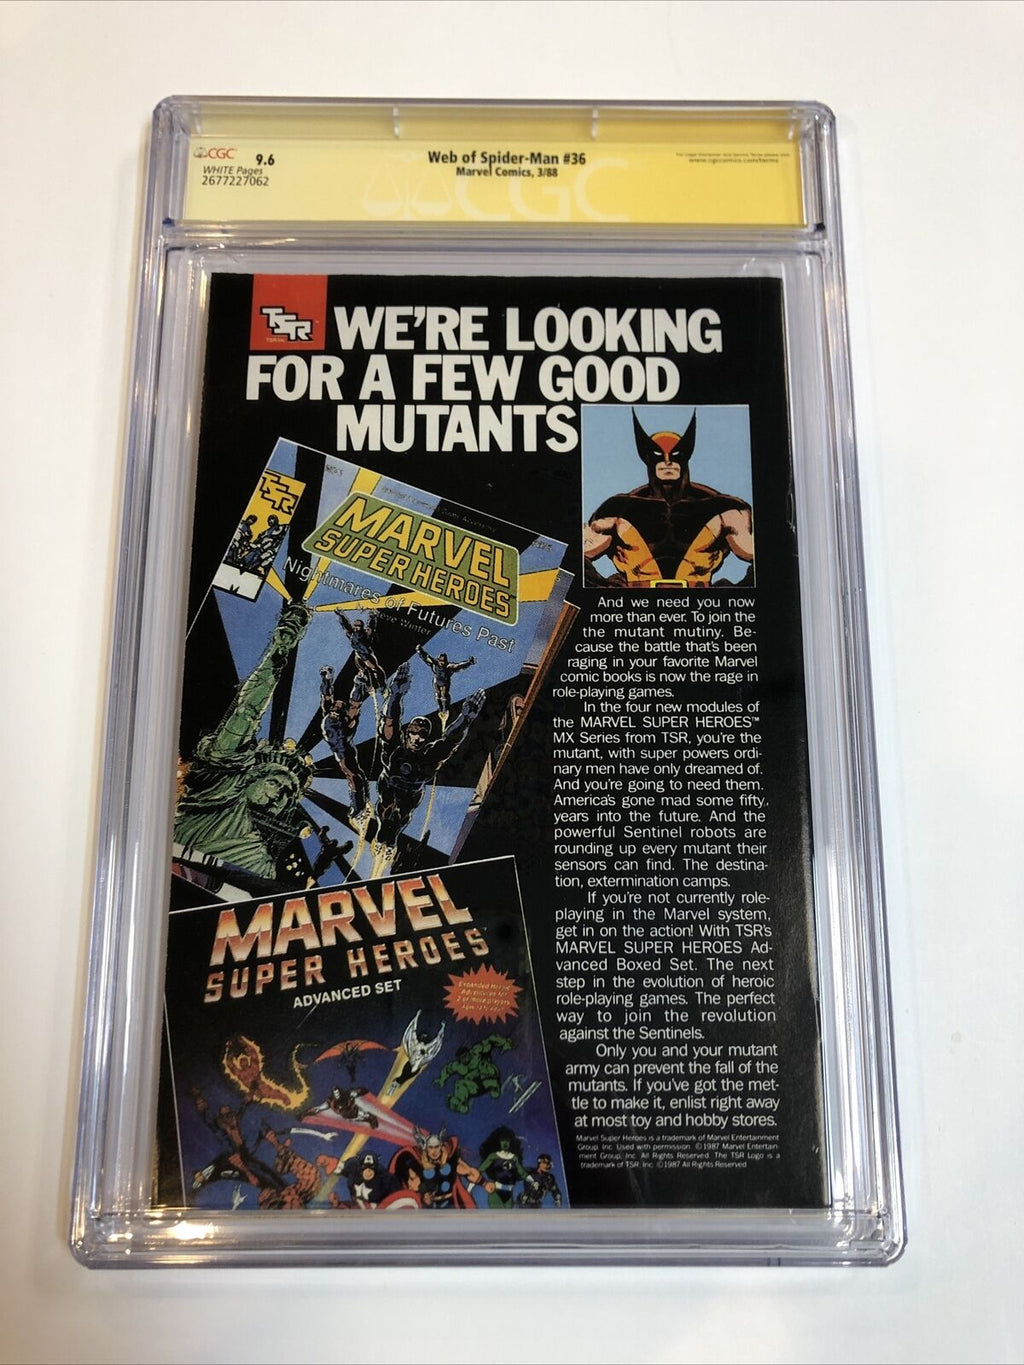 CGC 9.6
WHITE Pages
2677227062
Web of Spider-Man #36
Marvel Comics, 3/88
www.cgccomics.com/terms
CGC
TSR
TSR Inc.
WE'RE LOOKING
FOR A FEW GOOD
MUTANTS
TSR
MARVEL
SUPER HEROES
Nightmares of Futures Past
by Steve Winter
And we need you now
more than ever. To join the
the mutant mutiny. Be-
cause the battle that's been
raging in your favorite Marvel
comic books is now the rage in
role-playing games.
In the four new modules of
the MARVEL SUPER HEROES™
MX Series from TSR, you're the
mutant, with super powers ordi-
nary men have only dreamed of.
And you're going to need them.
America's gone mad some fifty,
years into the future. And the
powerful Sentinel robots are
rounding up every mutant their
sensors can find. The destina-
tion, extermination camps.
If you're not currently role-
playing in the Marvel system,
get in on the action! With TSR's
MARVEL SUPER HEROES Ad-
vanced Boxed Set. The next
step in the evolution of heroic
role-playing games. The perfect
way to join the revolution
against the Sentinels.
Only you and your mutant
army can prevent the fall of the
mutants. If you've got the met-
tle to make it, enlist right away
at most toy and hobby stores.
Marvel Super Heroes is a trademark of Marvel Entertainment
Group, Inc. Used with permission. ©1987 Marvel Entertain-
ment Group, Inc. All Rights Reserved. The TSR Logo is a
trademark of TSR, Inc. ©1987 All Rights Reserved
MARVEL
SUPER HEROES
ADVANCED SET